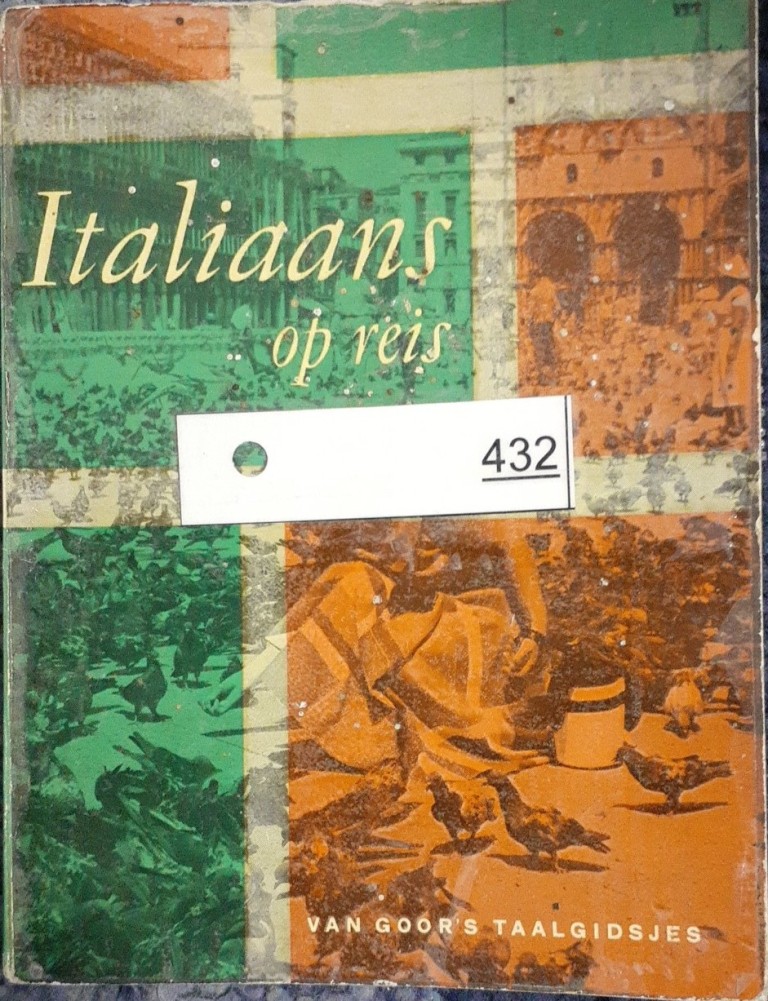 Italiaans
op reis
432
VAN GOOR'S TAALGIDSJES